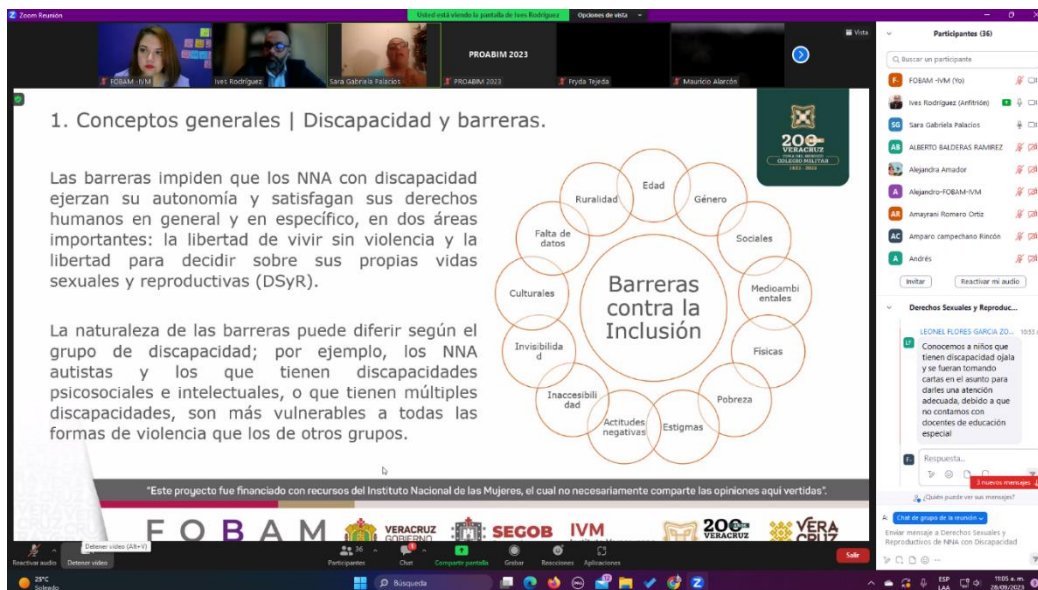 Zoom Reunión
Usted está viendo la pantalla de Ives Rodríguez
Opciones de vista
Vista
FOBAM -IVM
Ives Rodríguez
Sara Gabriela Palacios
PROABIM 2023
PROABIM 2023
Fryda Tejeda
Mauricio Alarcón
1. Conceptos generales | Discapacidad y barreras.
200
VERACRUZ
COLEGIO MILITAR
Las barreras impiden que los NNA con discapacidad
ejerzan su autonomía y satisfagan sus derechos
humanos en general y en específico, en dos áreas
importantes: la libertad de vivir sin violencia y la
libertad para decidir sobre sus propias vidas
sexuales y reproductivas (DSyR).
La naturaleza de las barreras puede diferir según el
grupo de discapacidad; por ejemplo, los NNA
autistas y los que tienen discapacidades
psicosociales e intelectuales, o que tienen múltiples
discapacidades, son más vulnerables a todas las
formas de violencia que los de otros grupos.
Barreras
contra la
Inclusión
Edad
Género
Sociales
Medioambi
entales
Físicas
Pobreza
Estigmas
Actitudes
negativas
Inaccesibili
dad
Invisibilida
d
Culturales
Falta de
datos
Ruralidad
"Este proyecto fue financiado con recursos del Instituto Nacional de las Mujeres, el cual no necesariamente comparte las opiniones aquí vertidas".
FOBAM
VERACRUZ
GOBIERNO
SEGOB
IVM
200
VERACRUZ
VERA
CRUZ
Participantes (36)
Buscar un participante
F- FOBAM -IVM (Yo)
Ives Rodríguez (Anfitrión)
SG Sara Gabriela Palacios
AB ALBERTO BALDERAS RAMIREZ
Alejandra Amador
A Alejandro-FOBAM-IVM
AR Amayrani Romero Ortiz
AC Amparo campechano Rincón
A Andrés
Invitar
Reactivar mi audio
Derechos Sexuales y Reproduc...
LEONEL FLORES GARCIA ZO...
LF
Conocemos a niños que
tienen discapacidad ojala
y se fueran tomando
cartas en el asunto para
darles una atención
adecuada, debido a que
no contamos con
docentes de educación
especial
F-
Respuesta...
3 nuevos mensajes
¿Quién puede ver sus mensajes?
Chat de grupo de la reunión
Enviar mensaje a Derechos Sexuales y
Reproductivos de NNA con Discapacidad
Detener video (Alt+V)
Reactivar audio
Detener video
36
Participantes
Chat
Compartir pantalla
Grabar
Reacciones
Aplicaciones
Salir
25°C
Soleado
Búsqueda
ESP
LAA
11:05 a. m.
28/09/2023